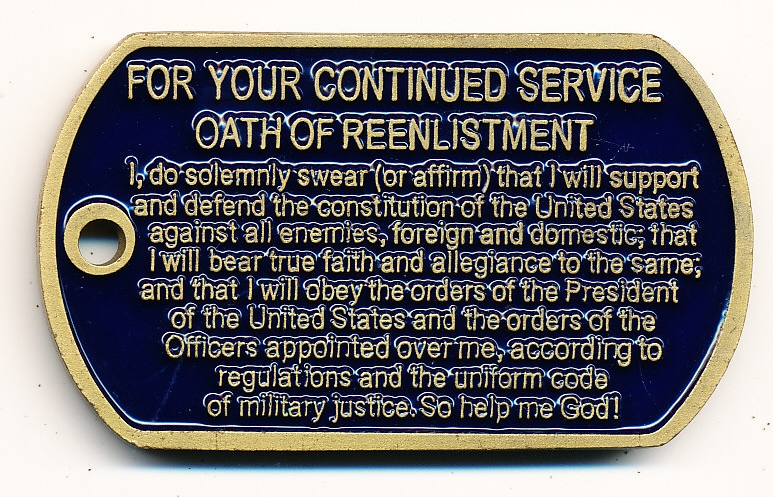 FOR YOUR CONTINUED SERVICE
OATH OF REENLISTMENT
I, do solemnly swear (or affirm) that I will support
and defend the constitution of the United States
against all enemies, foreign and domestic; that
I will bear true faith and allegiance to the same;
and that I will obey the orders of the President
of the United States and the orders of the
Officers appointed over me, according to
regulations and the uniform code
of military justice. So help me God!